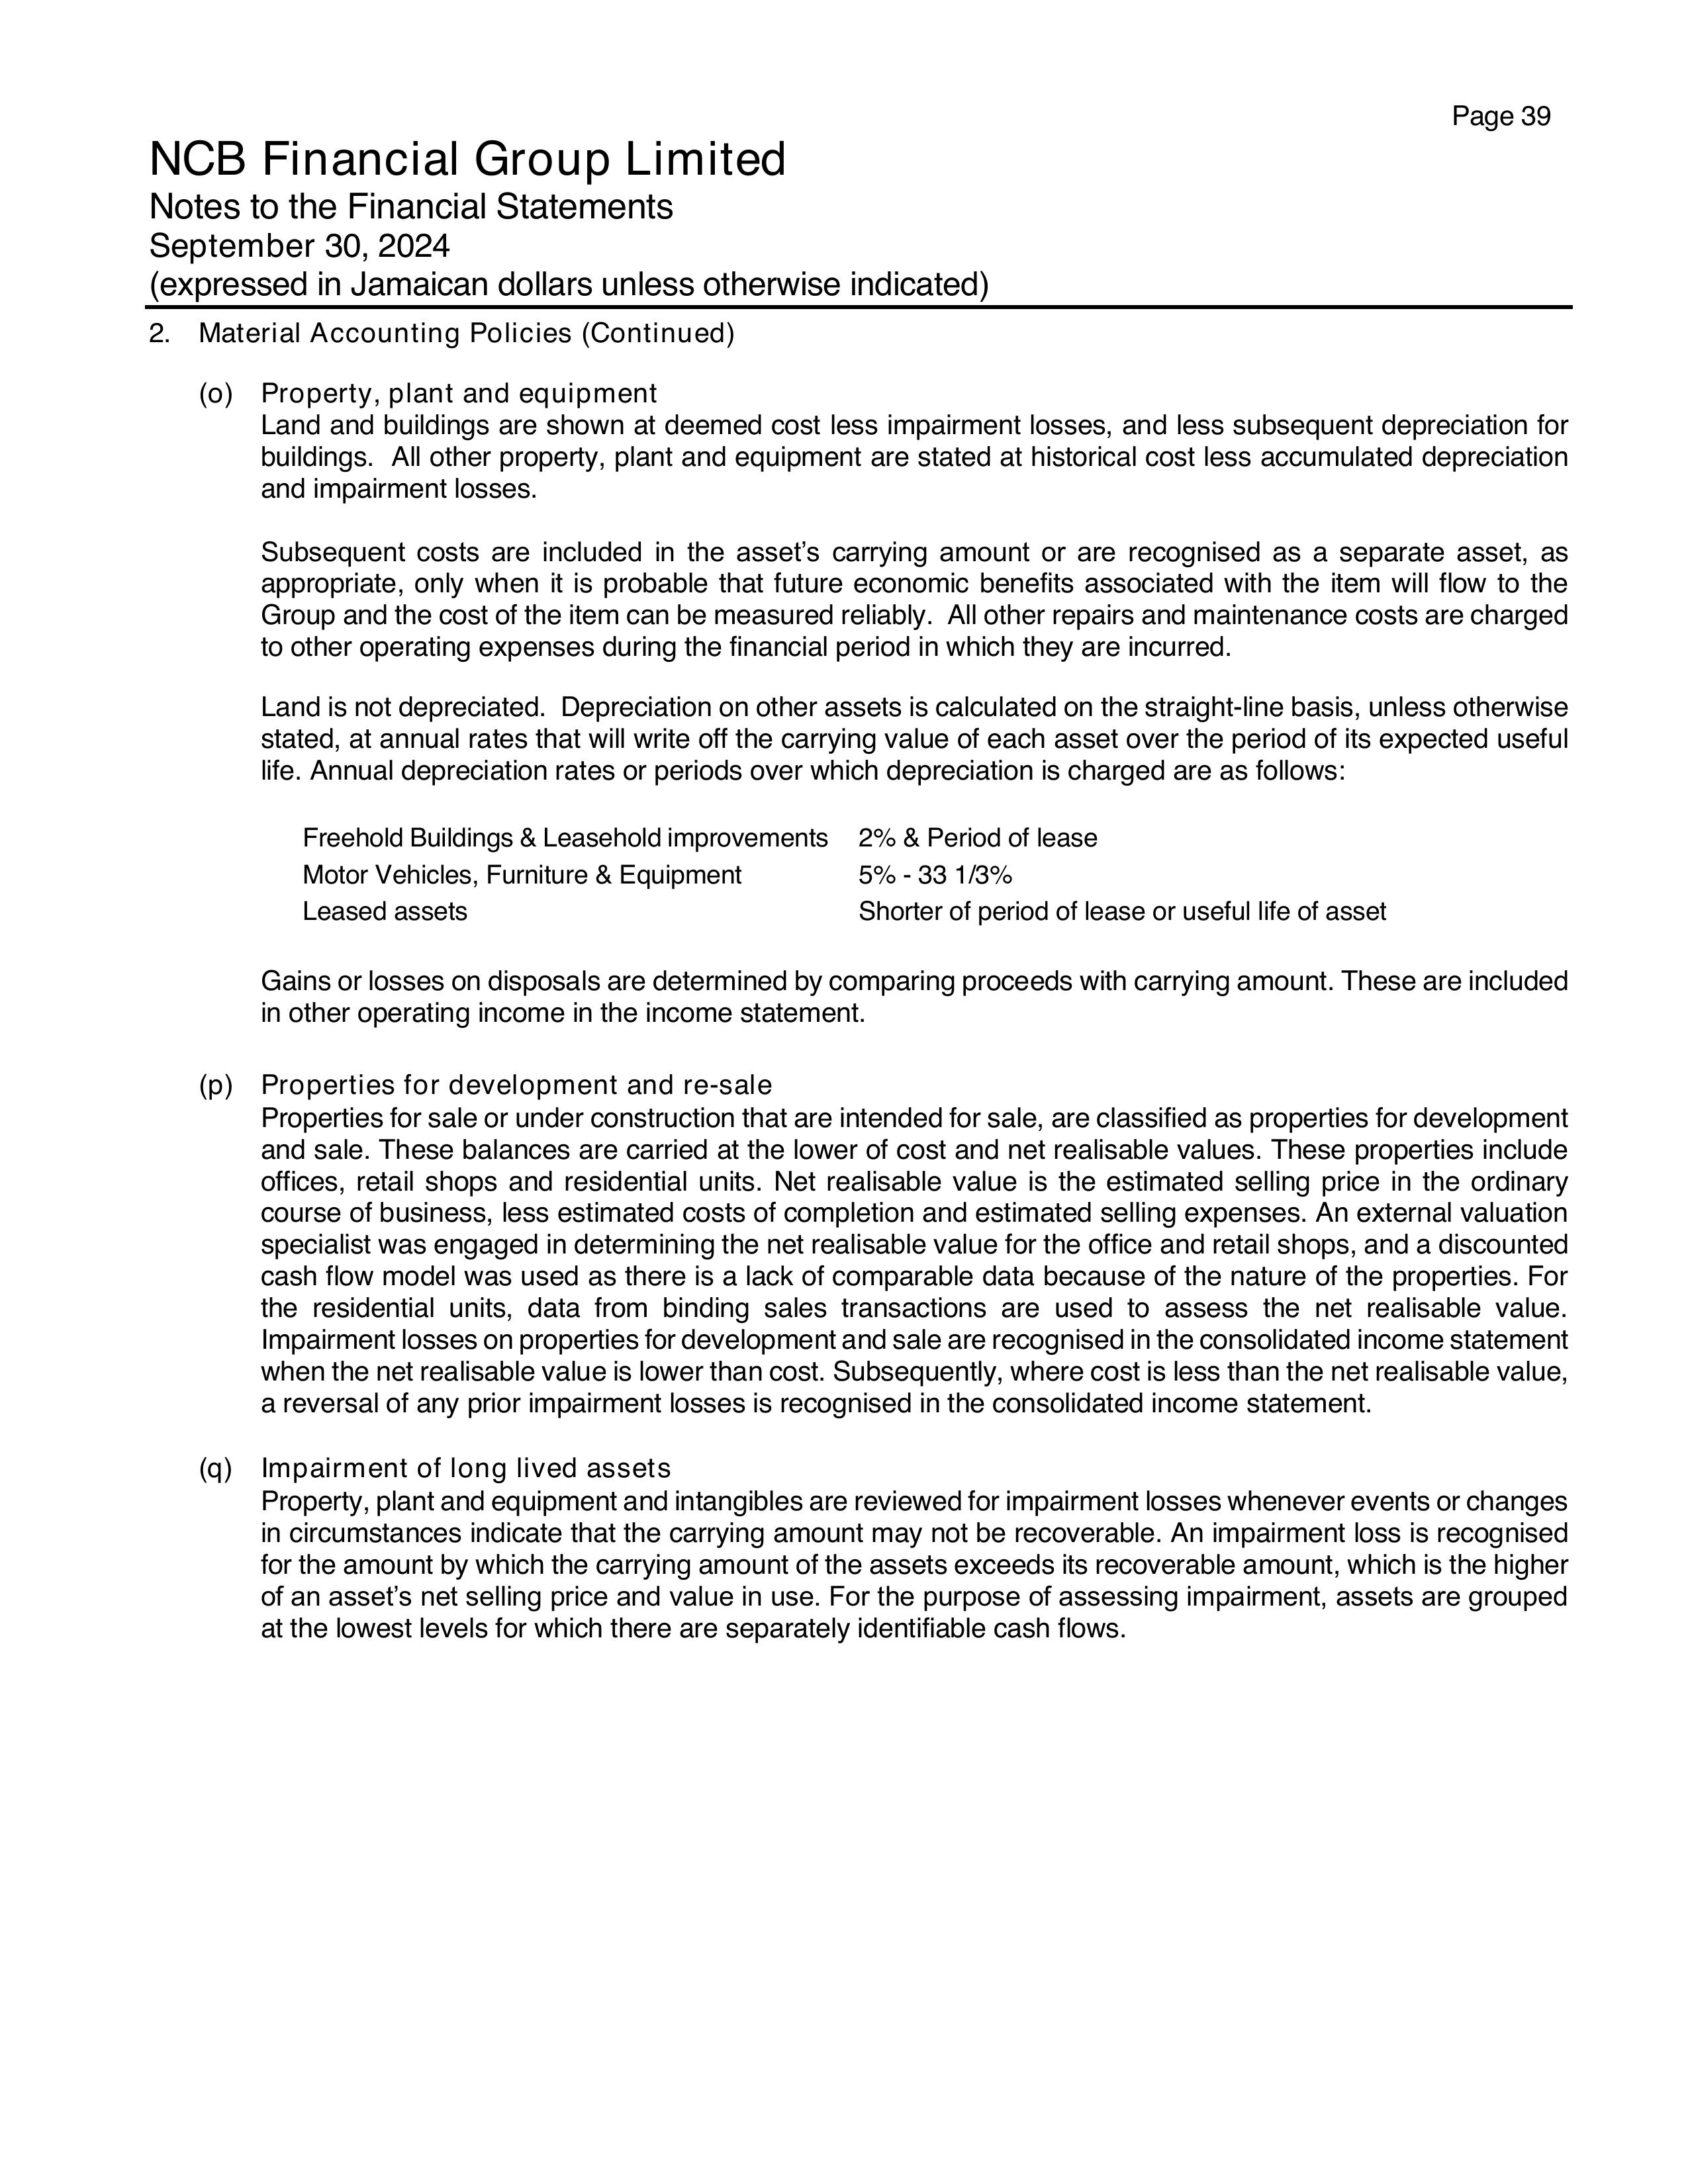 Page 39
NCB Financial Group Limited
Notes to the Financial Statements
September 30, 2024
(expressed in Jamaican dollars unless otherwise indicated)
2. Material Accounting Policies (Continued)
(o) Property, plant and equipment
Land and buildings are shown at deemed cost less impairment losses, and less subsequent depreciation for
buildings. All other property, plant and equipment are stated at historical cost less accumulated depreciation
and impairment losses.
Subsequent costs are included in the asset’s carrying amount or are recognised as a separate asset, as
appropriate, only when it is probable that future economic benefits associated with the item will flow to the
Group and the cost of the item can be measured reliably. All other repairs and maintenance costs are charged
to other operating expenses during the financial period in which they are incurred.
Land is not depreciated. Depreciation on other assets is calculated on the straight-line basis, unless otherwise
stated, at annual rates that will write off the carrying value of each asset over the period of its expected useful
life. Annual depreciation rates or periods over which depreciation is charged are as follows:
Freehold Buildings & Leasehold improvements 2% & Period of lease
Motor Vehicles, Furniture & Equipment 5% - 33 1/3%
Leased assets Shorter of period of lease or useful life of asset
Gains or losses on disposals are determined by comparing proceeds with carrying amount. These are included
in other operating income in the income statement.
(p) Properties for development and re-sale
Properties for sale or under construction that are intended for sale, are classified as properties for development
and sale. These balances are carried at the lower of cost and net realisable values. These properties include
offices, retail shops and residential units. Net realisable value is the estimated selling price in the ordinary
course of business, less estimated costs of completion and estimated selling expenses. An external valuation
specialist was engaged in determining the net realisable value for the office and retail shops, and a discounted
cash flow model was used as there is a lack of comparable data because of the nature of the properties. For
the residential units, data from binding sales transactions are used to assess the net realisable value.
Impairment losses on properties for development and sale are recognised in the consolidated income statement
when the net realisable value is lower than cost. Subsequently, where cost is less than the net realisable value,
a reversal of any prior impairment losses is recognised in the consolidated income statement.
(q) Impairment of long lived assets
Property, plant and equipment and intangibles are reviewed for impairment losses whenever events or changes
in circumstances indicate that the carrying amount may not be recoverable. An impairment loss is recognised
for the amount by which the carrying amount of the assets exceeds its recoverable amount, which is the higher
of an asset’s net selling price and value in use. For the purpose of assessing impairment, assets are grouped
at the lowest levels for which there are separately identifiable cash flows.